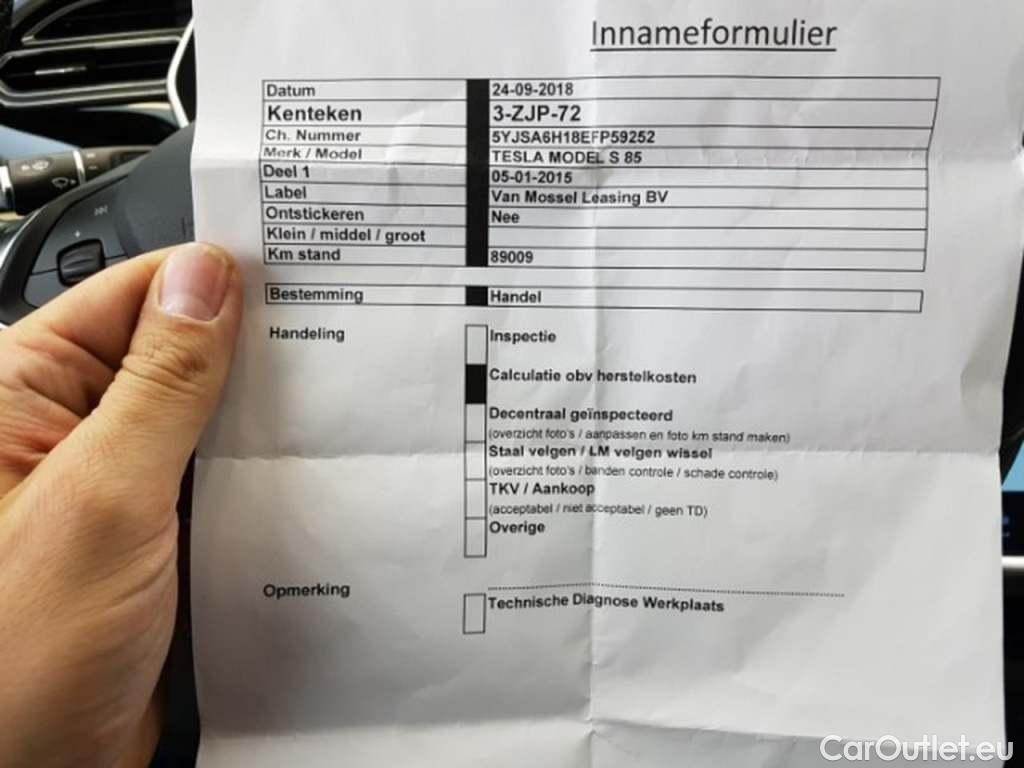 Innameformulier
Datum 24-09-2018
Kenteken 3-ZJP-72
Ch. Nummer 5YJSA6H18EFP59252
Merk / Model TESLA MODEL S 85
Deel 1 05-01-2015
Label Van Mossel Leasing BV
Ontstickeren Nee
Klein / middel / groot
Km stand 89009
Bestemming Handel
Handeling Inspectie
Calculatie obv herstelkosten
Decentraal geïnspecteerd
(overzicht foto's / aanpassen en foto km stand maken)
Staal velgen / LM velgen wissel
(overzicht foto's / banden controle / schade controle)
TKV / Aankoop
(acceptabel / niet acceptabel / geen TD)
Overige
Opmerking
Technische Diagnose Werkplaats
CarOutlet.eu